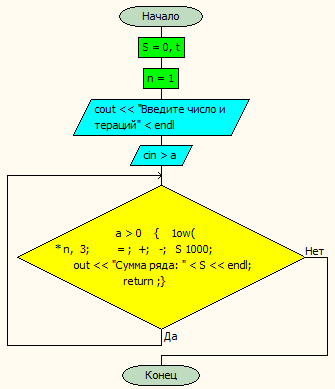 Начало
S = 0, t
n = 1
cout << "Введите число и
тераций" < endl
cin > a
a > 0 { 1ow(
* n, 3; = ; +; -; S 1000;
out << "Сумма ряда: " < S << endl;
return ;}
Нет
Да
Конец